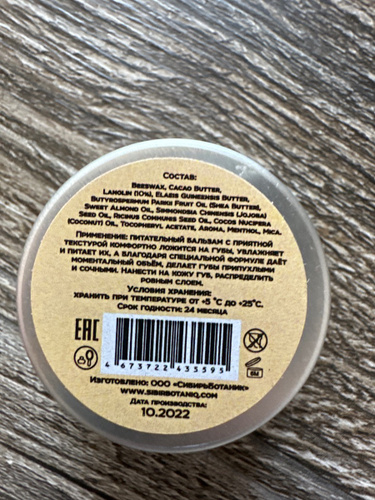 Состав:
Beeswax, Cacao Butter,
Lanolin (10%), Elaeis Guineensis Butter,
Butyrospermum Parkii Fruit Oil (Shea Butter),
Sweet Almond Oil, Simmondsia Chinensis (Jojoba)
Seed Oil, Ricinus Communis Seed Oil, Cocos Nucifera
(Coconut) Oil, Tocopheryl acetate, Aroma, Menthol, Mica.
Применение: питательный бальзам с приятной
текстурой комфортно ложится на губы, увлажняет
и питает их, а благодаря специальной формуле даёт
моментальный объём, делает губы припухлыми
и сочными. Нанести на кожу губ, распределить
ровным слоем.
Условия хранения:
хранить при температуре от +5 °С до +25°С.
Срок годности: 24 месяца
EAC
6M
4 673722 435595
Изготовлено: ООО «СибирьБотаник»
www.sibirbotaniq.com
Дата производства:
10.2022